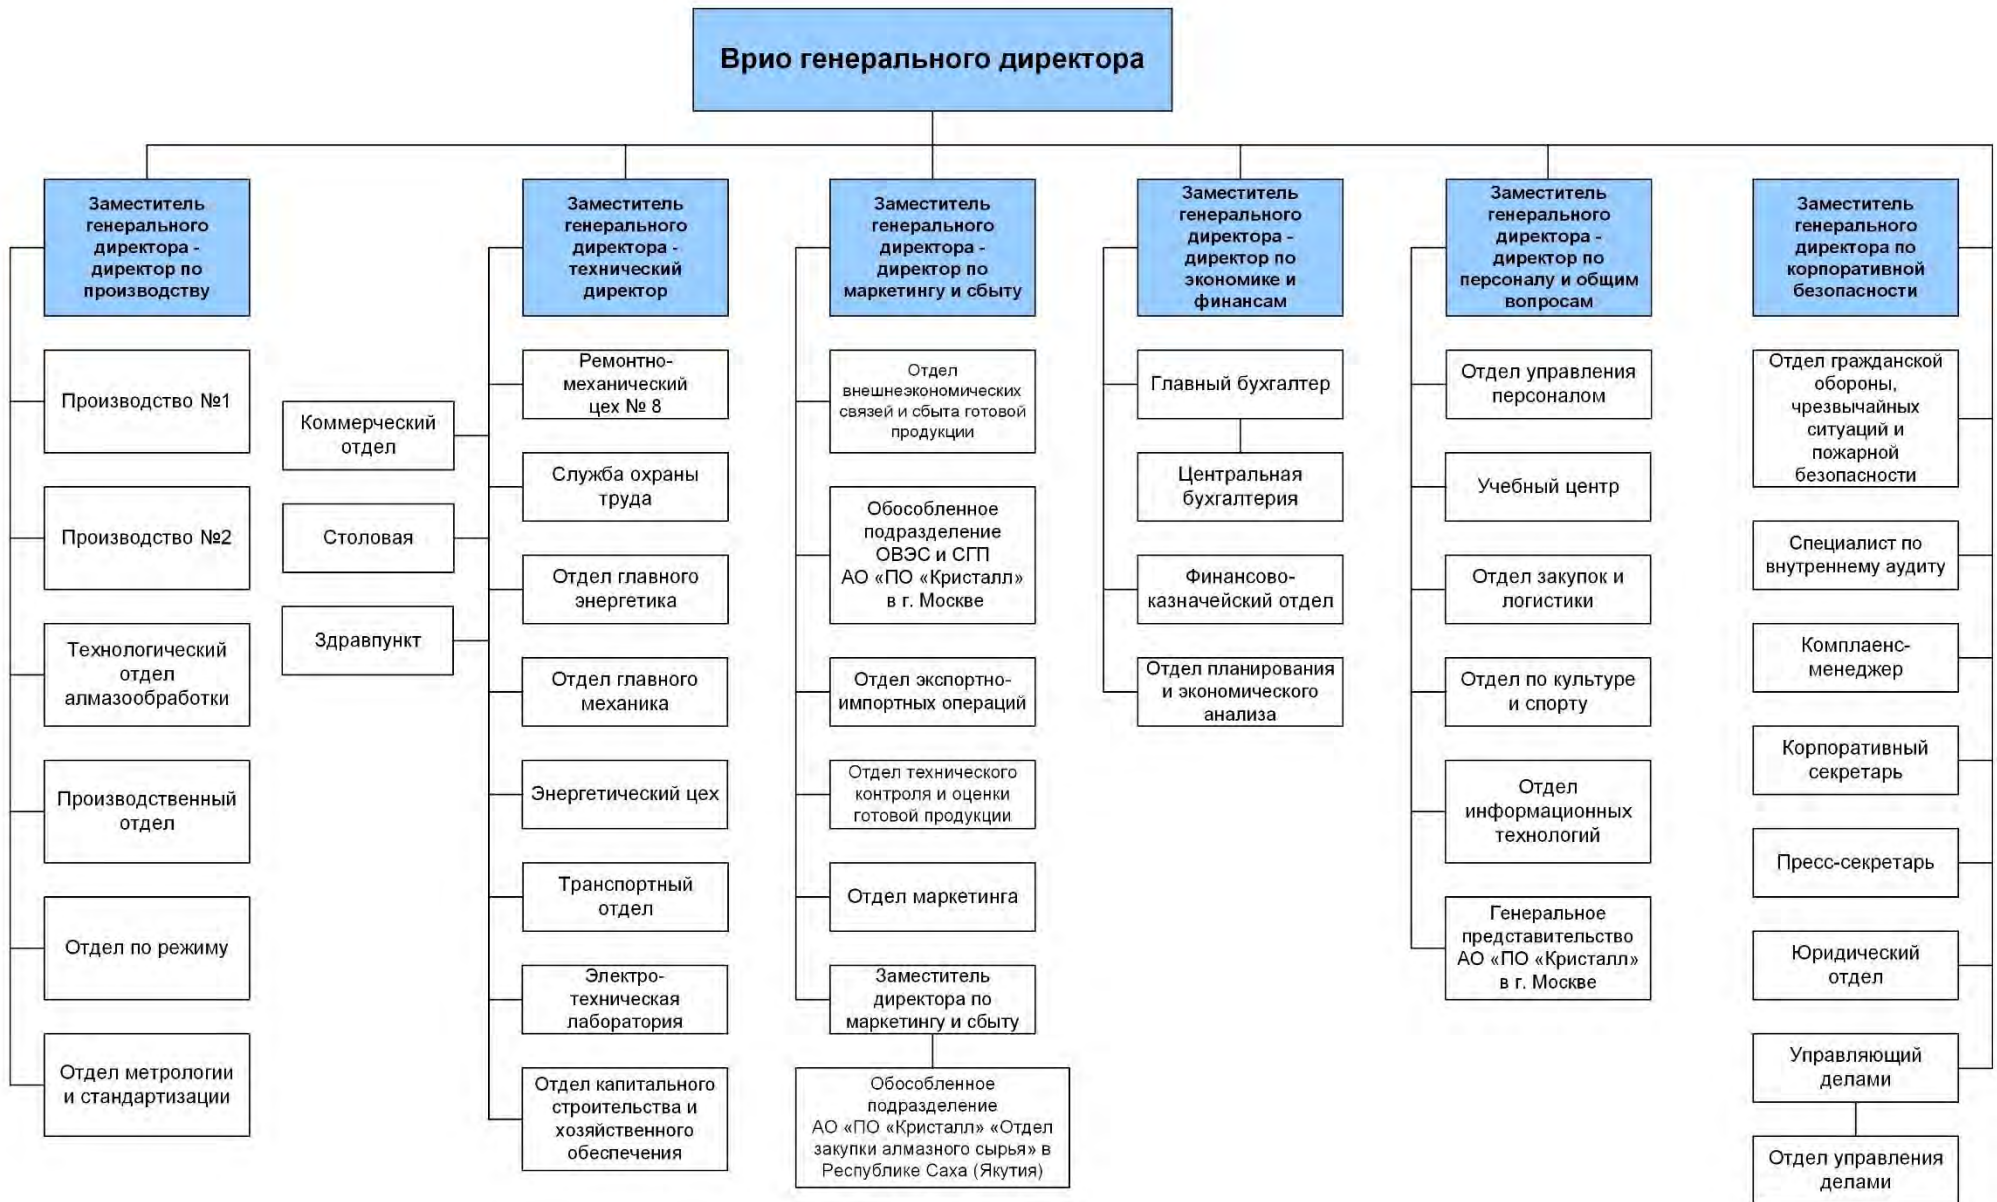 Врио генерального директора
Заместитель
генерального
директора -
директор по
производству
Производство №1
Производство №2
Технологический
отдел
алмазообработки
Производственный
отдел
Отдел по режиму
Отдел метрологии
и стандартизации
Коммерческий
отдел
Столовая
Здравпункт
Заместитель
генерального
директора -
технический
директор
Ремонтно-
механический
цех № 8
Служба охраны
труда
Отдел главного
энергетика
Отдел главного
механика
Энергетический цех
Транспортный
отдел
Электро-
техническая
лаборатория
Отдел капитального
строительства и
хозяйственного
обеспечения
Заместитель
генерального
директора -
директор по
маркетингу и сбыту
Отдел
внешнеэкономических
связей и сбыта готовой
продукции
Обособленное
подразделение
ОВЭС и СГП
АО «ПО «Кристалл»
в г. Москве
Отдел экспортно-
импортных операций
Отдел технического
контроля и оценки
готовой продукции
Отдел маркетинга
Заместитель
директора по
маркетингу и сбыту
Обособленное
подразделение
АО «ПО «Кристалл» «Отдел
закупки алмазного сырья» в
Республике Саха (Якутия)
Заместитель
генерального
директора -
директор по
экономике и
финансам
Главный бухгалтер
Центральная
бухгалтерия
Финансово-
казначейский отдел
Отдел планирования
и экономического
анализа
Заместитель
генерального
директора -
директор по
персоналу и общим
вопросам
Отдел управления
персоналом
Учебный центр
Отдел закупок и
логистики
Отдел по культуре
и спорту
Отдел
информационных
технологий
Генеральное
представительство
АО «ПО «Кристалл»
в г. Москве
Заместитель
генерального
директора по
корпоративной
безопасности
Отдел гражданской
обороны,
чрезвычайных
ситуаций и
пожарной
безопасности
Специалист по
внутреннему аудиту
Комплаенс-
менеджер
Корпоративный
секретарь
Пресс-секретарь
Юридический
отдел
Управляющий
делами
Отдел управления
делами